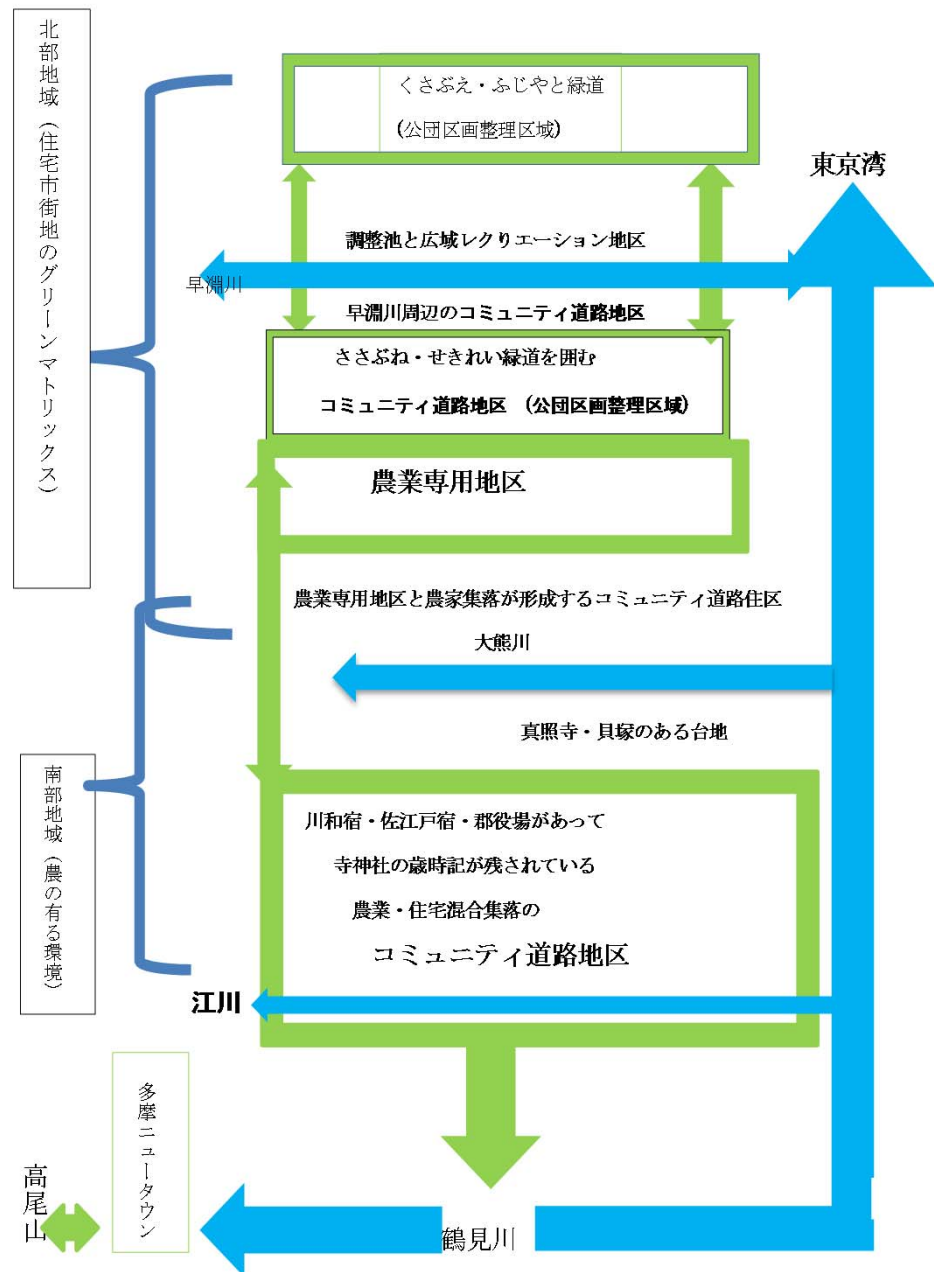 北部地域（住宅市街地のグリーンマトリックス）
くさぶえ・ふじやと緑道
(公団区画整理区域)
東京湾
調整池と広域レクりエーション地区
早淵川
早淵川周辺のコミュニティ道路地区
ささぶね・せきれい緑道を囲む
コミュニティ道路地区 (公団区画整理区域)
農業専用地区
農業専用地区と農家集落が形成するコミュニティ道路住区
大熊川
真照寺・貝塚のある台地
南部地域（農の有る環境）
川和宿・佐江戸宿・郡役場があって
寺神社の歳時記が残されている
農業・住宅混合集落の
コミュニティ道路地区
江川
多摩ニュータウン
高尾山
鶴見川